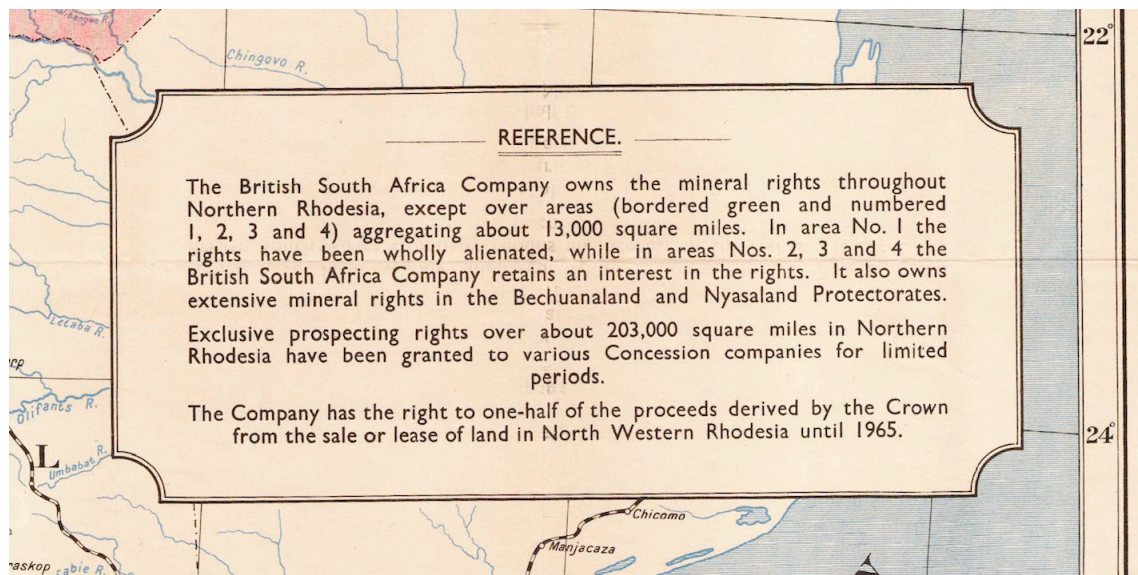 Chingovo R.
22°
REFERENCE.
The British South Africa Company owns the mineral rights throughout
Northern Rhodesia, except over areas (bordered green and numbered
1, 2, 3 and 4) aggregating about 13,000 square miles. In area No. 1 the
rights have been wholly alienated, while in areas Nos. 2, 3 and 4 the
British South Africa Company retains an interest in the rights. It also owns
extensive mineral rights in the Bechuanaland and Nyasaland Protectorates.
Exclusive prospecting rights over about 203,000 square miles in Northern
Rhodesia have been granted to various Concession companies for limited
periods.
The Company has the right to one-half of the proceeds derived by the Crown
from the sale or lease of land in North Western Rhodesia until 1965.
Letaba R.
Olifants R.
24°
L
Umbabat R.
Chicomo
Manjacaza
raskop
abie R.